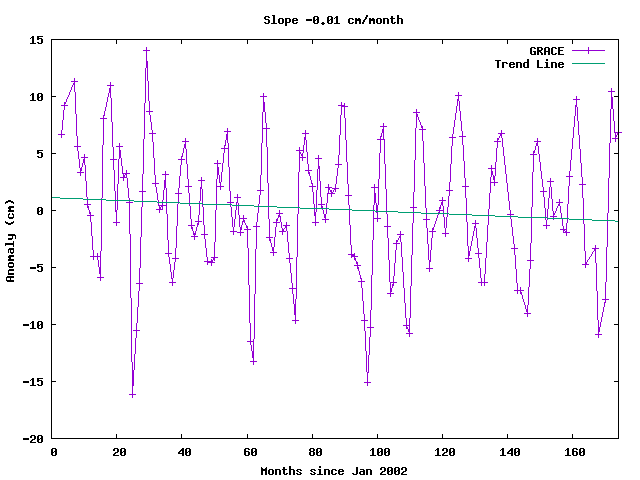 Slope -0.01 cm/month
GRACE
Trend Line
15
10
5
0
-5
-10
-15
-20
Anomaly (cm)
0 20 40 60 80 100 120 140 160
Months since Jan 2002